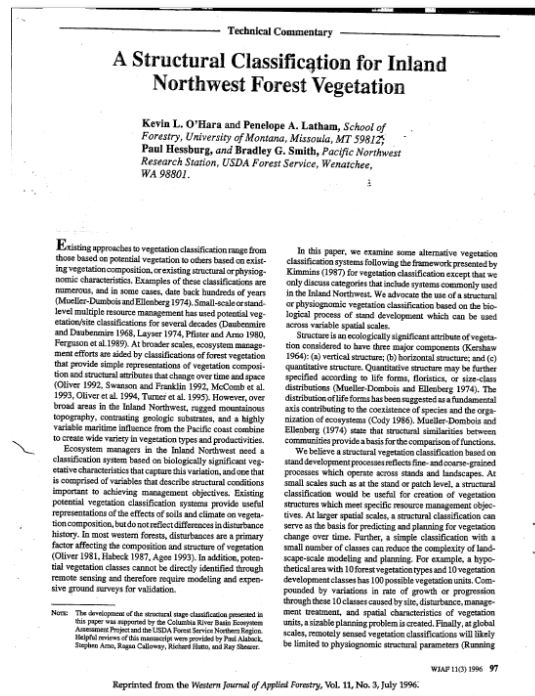 Technical Commentary
A Structural Classification for Inland
Northwest Forest Vegetation
Kevin L. O'Hara and Penelope A. Latham, School of
Forestry, University of Montana, Missoula, MT 59812;
Paul Hessburg, and Bradley G. Smith, Pacific Northwest
Research Station, USDA Forest Service, Wenatchee,
WA 98801.
Existing approaches to vegetation classification range from
those based on potential vegetation to others based on exist-
ing vegetation composition, or existing structural or physiog-
nomic characteristics. Examples of these classifications are
numerous, and in some cases, date back hundreds of years
(Mueller-Dumbois and Ellenberg 1974). Small-scale or stand-
level multiple resource management has used potential veg-
etation/site classifications for several decades (Daubenmire
and Daubenmire 1968, Layser 1974, Pfister and Arno 1980,
Ferguson et al.1989). At broader scales, ecosystem manage-
ment efforts are aided by classifications of forest vegetation
that provide simple representations of vegetation composi-
tion and structural attributes that change over time and space
(Oliver 1992, Swanson and Franklin 1992, McComb et al.
1993, Oliver et al. 1994, Turner et al. 1995). However, over
broad areas in the Inland Northwest, rugged mountainous
topography, contrasting geologic substrates, and a highly
variable maritime influence from the Pacific coast combine
to create wide variety in vegetation types and productivities.
Ecosystem managers in the Inland Northwest need a
classification system based on biologically significant veg-
etative characteristics that capture this variation, and one that
is comprised of variables that describe structural conditions
important to achieving management objectives. Existing
potential vegetation classification systems provide useful
representations of the effects of soils and climate on vegeta-
tion composition, but do not reflect differences in disturbance
history. In most western forests, disturbances are a primary
factor affecting the composition and structure of vegetation
(Oliver 1981, Habeck 1987, Agee 1993). In addition, poten-
tial vegetation classes cannot be directly identified through
remote sensing and therefore require modeling and expen-
sive ground surveys for validation.
NOTE: The development of the structural stage classification presented in
this paper was supported by the Columbia River Basin Ecosystem
Assessment Project and the USDA Forest Service Northern Region.
Helpful reviews of this manuscript were provided by Paul Alaback,
Stephen Arno, Ragan Calloway, Richard Hutto, and Ray Shearer.
In this paper, we examine some alternative vegetation
classification systems following the framework presented by
Kimmins (1987) for vegetation classification except that we
only discuss categories that include systems commonly used
in the Inland Northwest. We advocate the use of a structural
or physiognomic vegetation classification based on the bio-
logical process of stand development which can be used
across variable spatial scales.
Structure is an ecologically significant attribute of vegeta-
tion considered to have three major components (Kershaw
1964): (a) vertical structure; (b) horizontal structure; and (c)
quantitative structure. Quantitative structure may be further
specified according to life forms, floristics, or size-class
distributions (Mueller-Dombois and Ellenberg 1974). The
distribution of life forms has been suggested as a fundamental
axis contributing to the coexistence of species and the orga-
nization of ecosystems (Cody 1986). Mueller-Dombois and
Ellenberg (1974) state that structural similarities between
communities provide a basis for the comparison of functions.
We believe a structural vegetation classification based on
stand development processes reflects fine- and coarse-grained
processes which operate across stands and landscapes. At
small scales such as at the stand or patch level, a structural
classification would be useful for creation of vegetation
structures which meet specific resource management objec-
tives. At larger spatial scales, a structural classification can
serve as the basis for predicting and planning for vegetation
change over time. Further, a simple classification with a
small number of classes can reduce the complexity of land-
scape-scale modeling and planning. For example, a hypo-
thetical area with 10 forest vegetation types and 10 vegetation
development classes has 100 possible vegetation units. Com-
pounded by variations in rate of growth or progression
through these 10 classes caused by site, disturbance, manage-
ment treatment, and spatial characteristics of vegetation
units, a sizable planning problem is created. Finally, at global
scales, remotely sensed vegetation classifications will likely
be limited to physiognomic structural parameters (Running
WJAF 11(3) 1996 97
Reprinted from the Western Journal of Applied Forestry, Vol. 11, No. 3, July 1996.